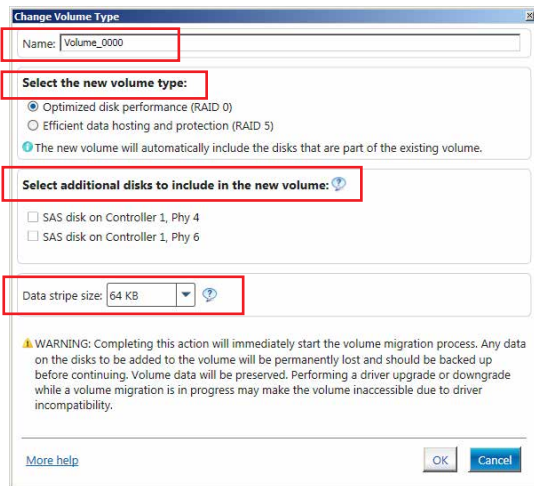 Change Volume Type
Name: Volume_0000
Select the new volume type:
Optimized disk performance (RAID 0)
Efficient data hosting and protection (RAID 5)
The new volume will automatically include the disks that are part of the existing volume.
Select additional disks to include in the new volume:
SAS disk on Controller 1, Phy 4
SAS disk on Controller 1, Phy 6
Data stripe size: 64 KB
WARNING: Completing this action will immediately start the volume migration process. Any data
on the disks to be added to the volume will be permanently lost and should be backed up
before continuing. Volume data will be preserved. Performing a driver upgrade or downgrade
while a volume migration is in progress may make the volume inaccessible due to driver
incompatibility.
More help
OK
Cancel